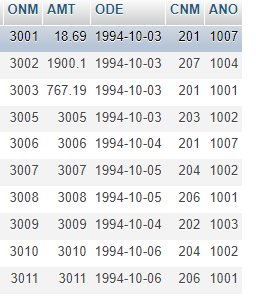 ONM AMT ODE CNM ANO
3001 18.69 1994-10-03 201 1007
3002 1900.1 1994-10-03 207 1004
3003 767.19 1994-10-03 201 1001
3005 3005 1994-10-03 203 1002
3006 3006 1994-10-04 201 1007
3007 3007 1994-10-05 204 1002
3008 3008 1994-10-05 206 1001
3009 3009 1994-10-04 202 1003
3010 3010 1994-10-06 204 1002
3011 3011 1994-10-06 206 1001